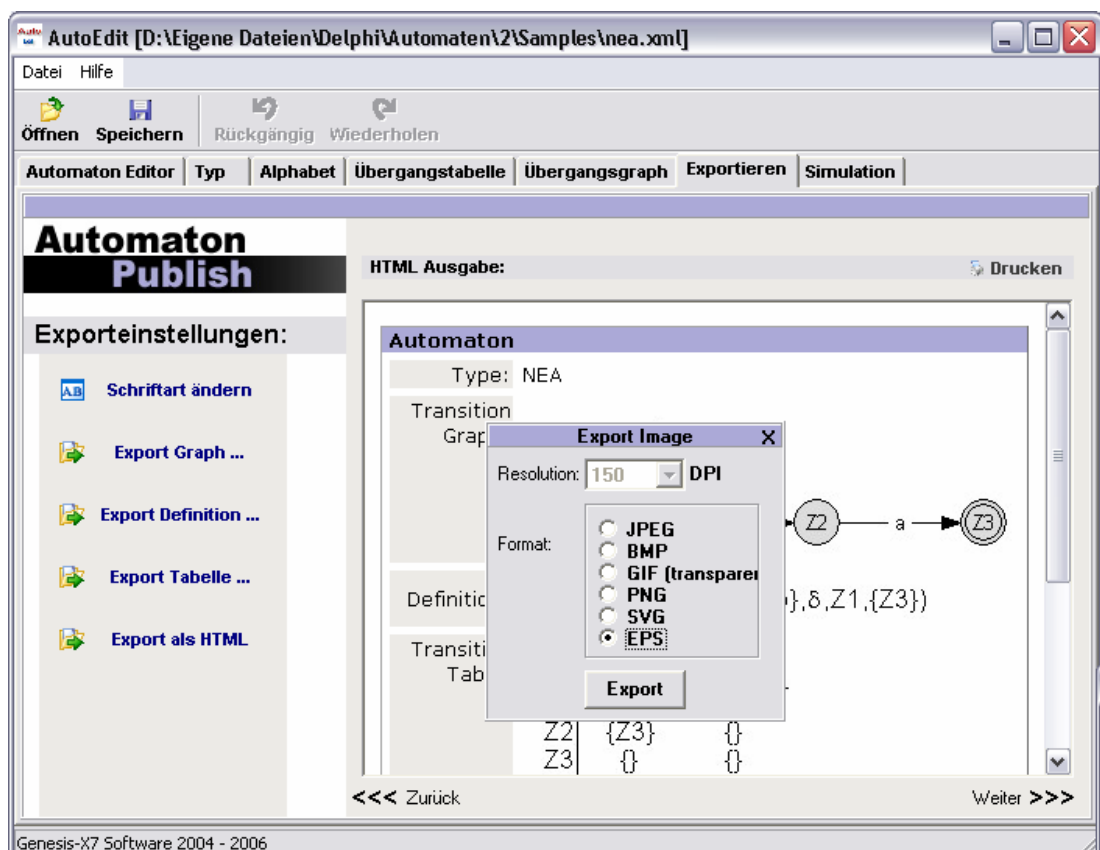 AutoEdit [D:\Eigene Dateien\Delphi\Automaten\2\Samples\nea.xml]
Datei Hilfe
Öffnen Speichern Rückgängig Wiederholen
Automaton Editor Typ Alphabet Übergangstabelle Übergangsgraph Exportieren Simulation
Automaton
Publish
HTML Ausgabe: Drucken
Exporteinstellungen:
Schriftart ändern
Export Graph ...
Export Definition ...
Export Tabelle ...
Export als HTML
Automaton
Type: NEA
Transition
Grap
Z2 a Z3
Definitic },δ,Z1,{Z3})
Transiti
Tab
Z2 {Z3} {}
Z3 {} {}
Export Image X
Resolution: 150 DPI
Format:
JPEG
BMP
GIF (transparer
PNG
SVG
EPS
Export
<<< Zurück Weiter >>>
Genesis-X7 Software 2004 - 2006